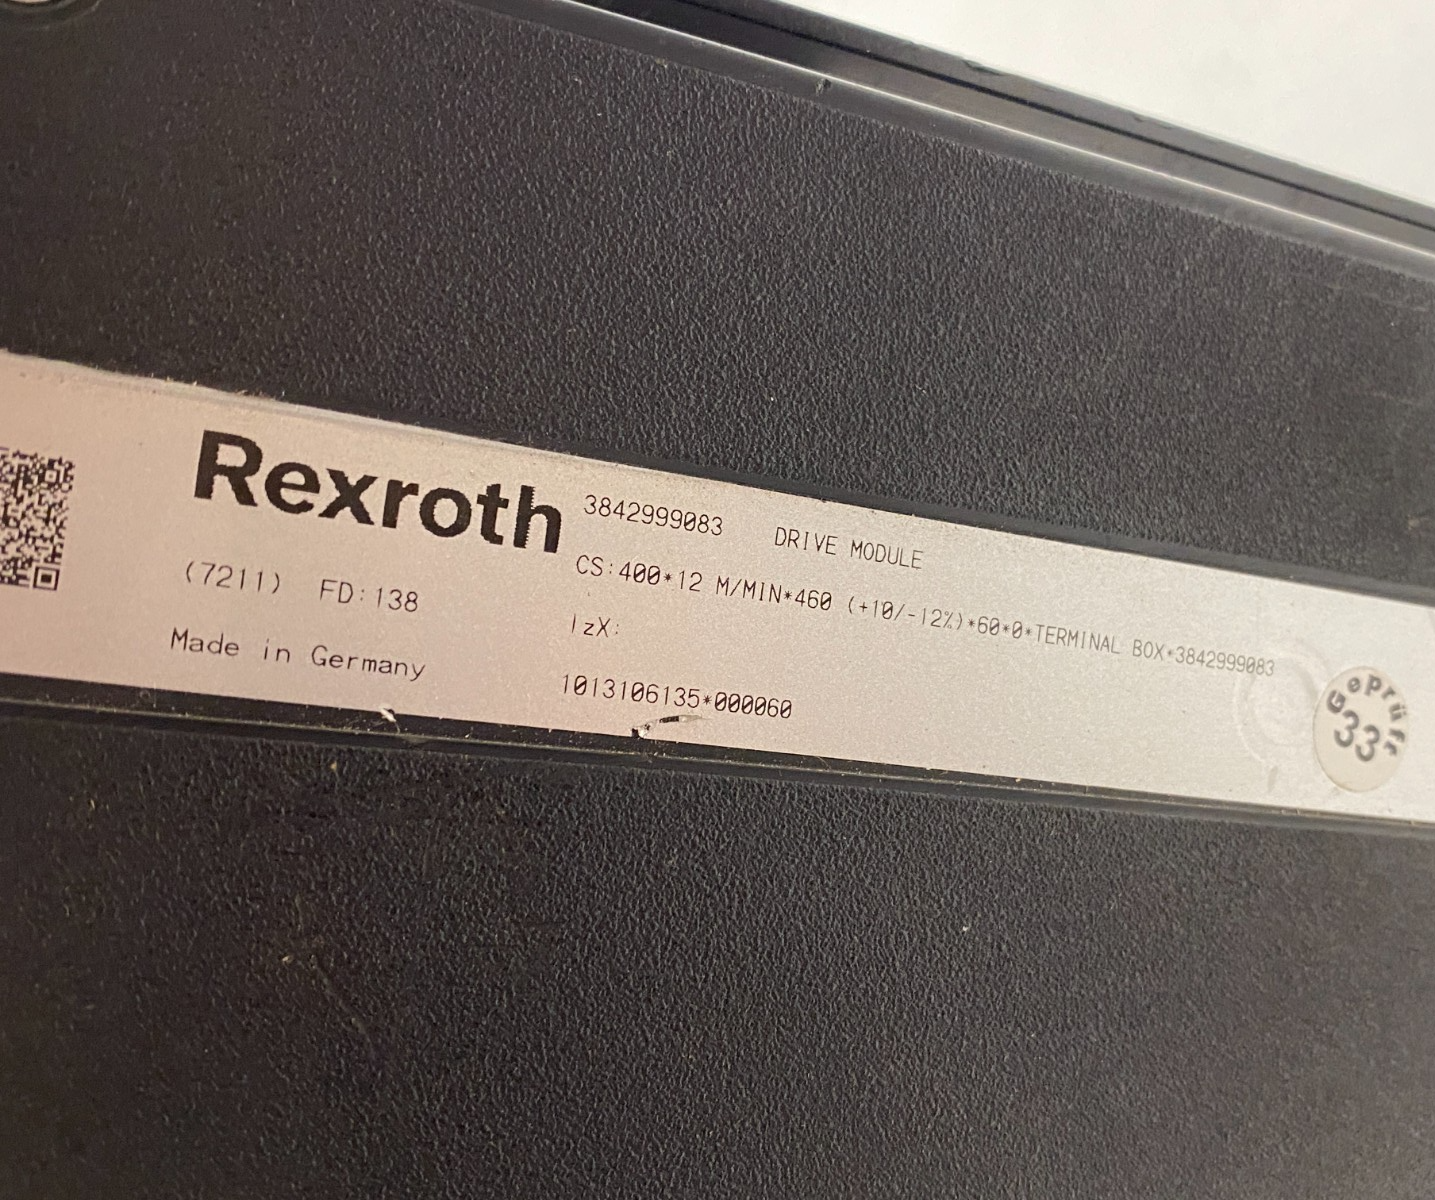 Rexroth
3842999083 DRIVE MODULE
(7211) FD:138
CS:400*12 M/MIN*460 (+10/-12%)*60*0*TERMINAL BOX*3842999083
IzX:
Made in Germany
1013106135*000060
Geprüft
33